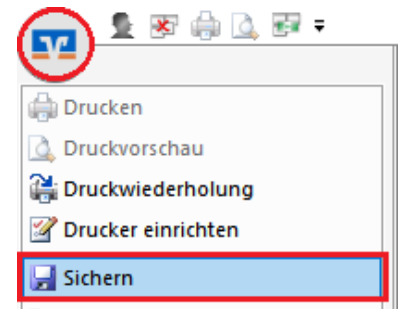 Drucken
Druckvorschau
Druckwiederholung
Drucker einrichten
Sichern